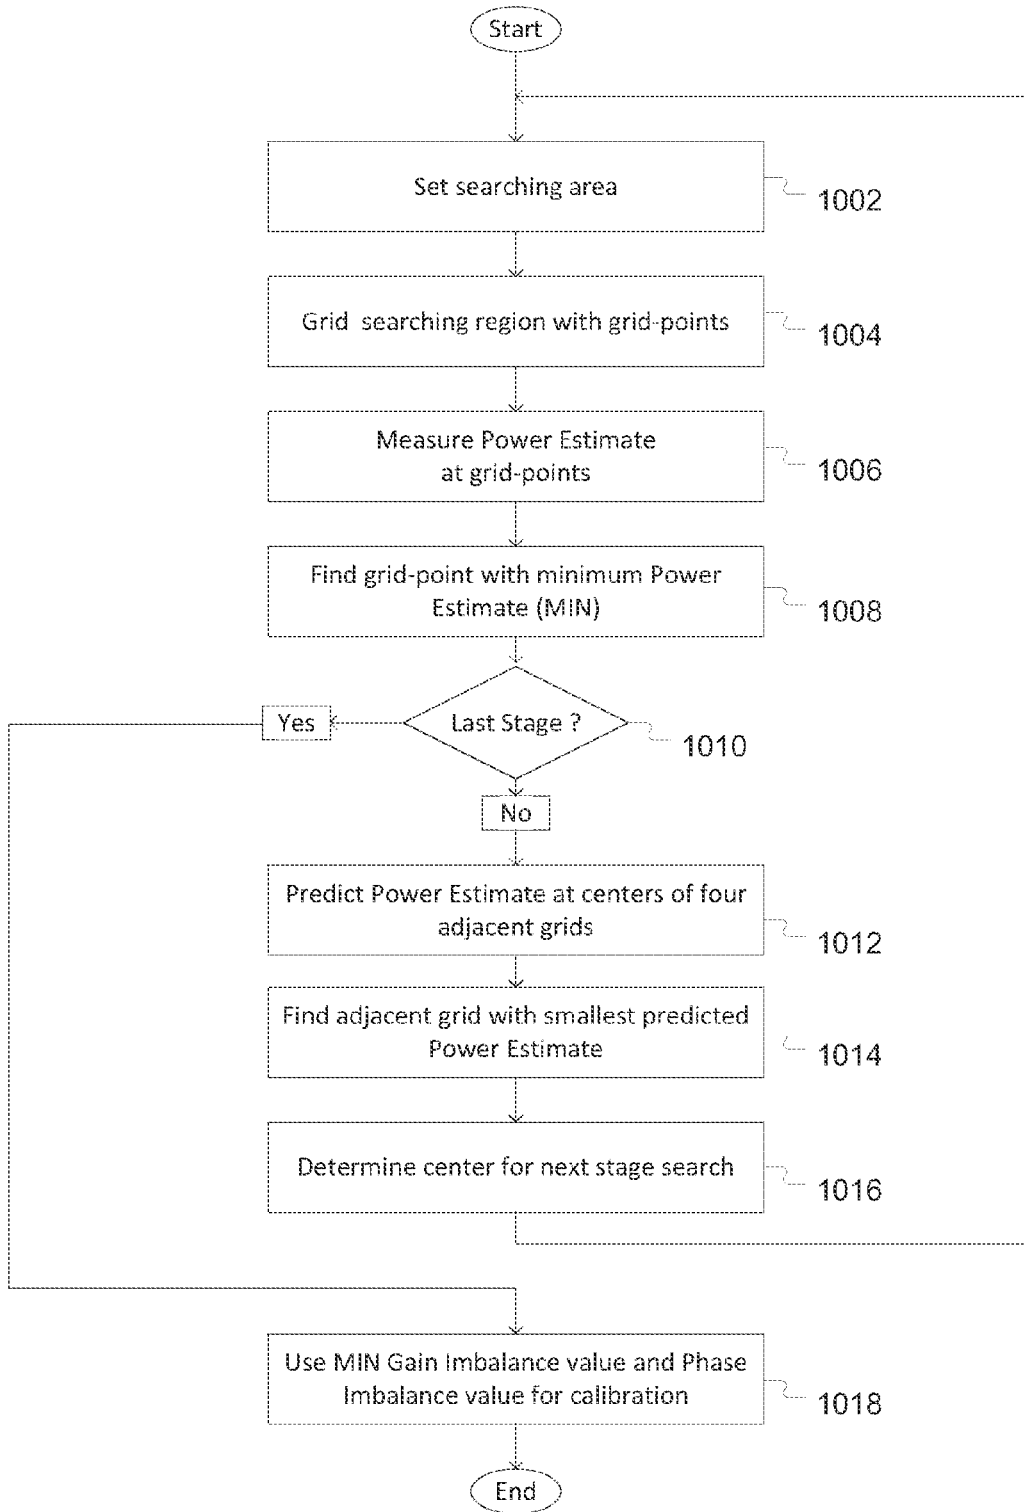 Start
Set searching area
1002
Grid searching region with grid-points
1004
Measure Power Estimate
at grid-points
1006
Find grid-point with minimum Power
Estimate (MIN)
1008
Last Stage ?
Yes
1010
No
Predict Power Estimate at centers of four
adjacent grids
1012
Find adjacent grid with smallest predicted
Power Estimate
1014
Determine center for next stage search
1016
Use MIN Gain Imbalance value and Phase
Imbalance value for calibration
1018
End